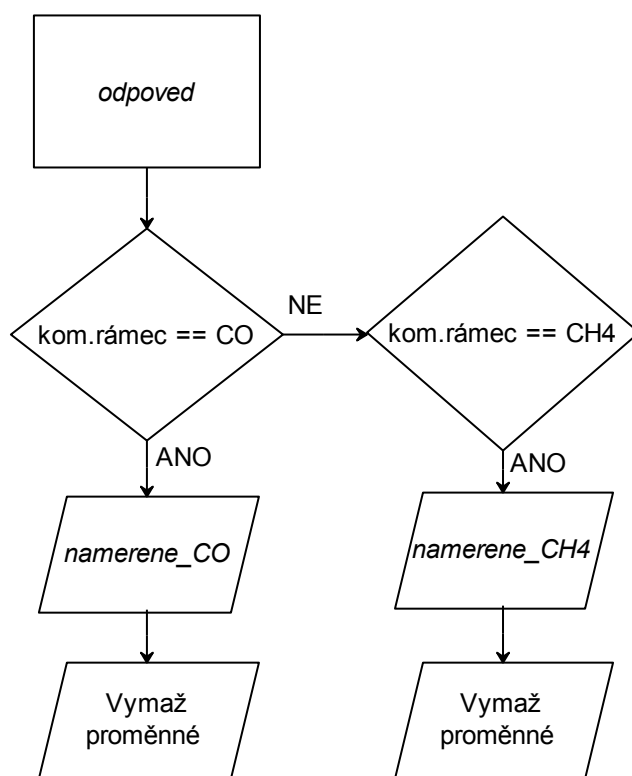 odpoved
kom.rámec == CO
NE
kom.rámec == CH4
ANO
ANO
namerene_CO
namerene_CH4
Vymaž
proměnné
Vymaž
proměnné